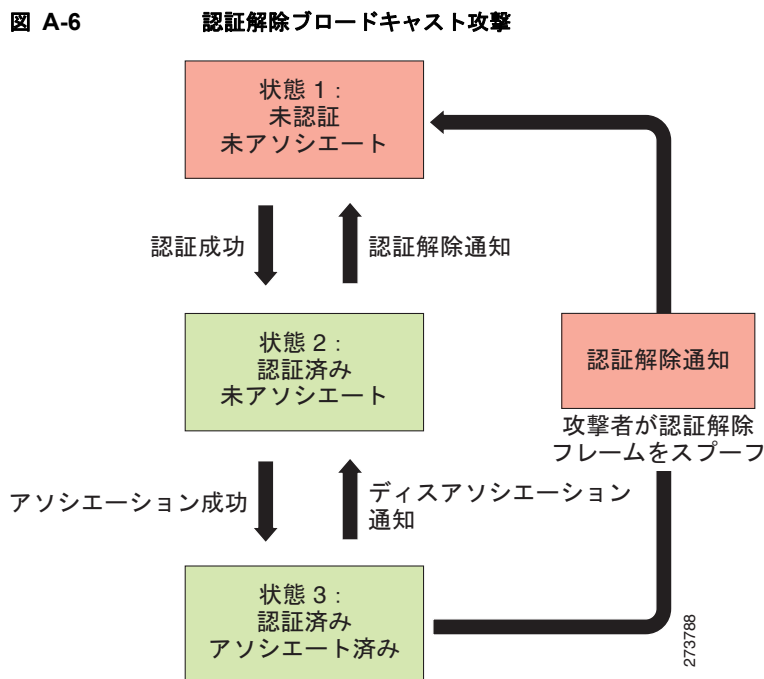 図 A-6 認証解除ブロードキャスト攻撃
状態 1：
未認証
未アソシエート
認証成功
認証解除通知
状態 2：
認証済み
未アソシエート
認証解除通知
攻撃者が認証解除
フレームをスプーフ
アソシエーション成功
ディスアソシエーション
通知
状態 3：
認証済み
アソシエート済み
273788